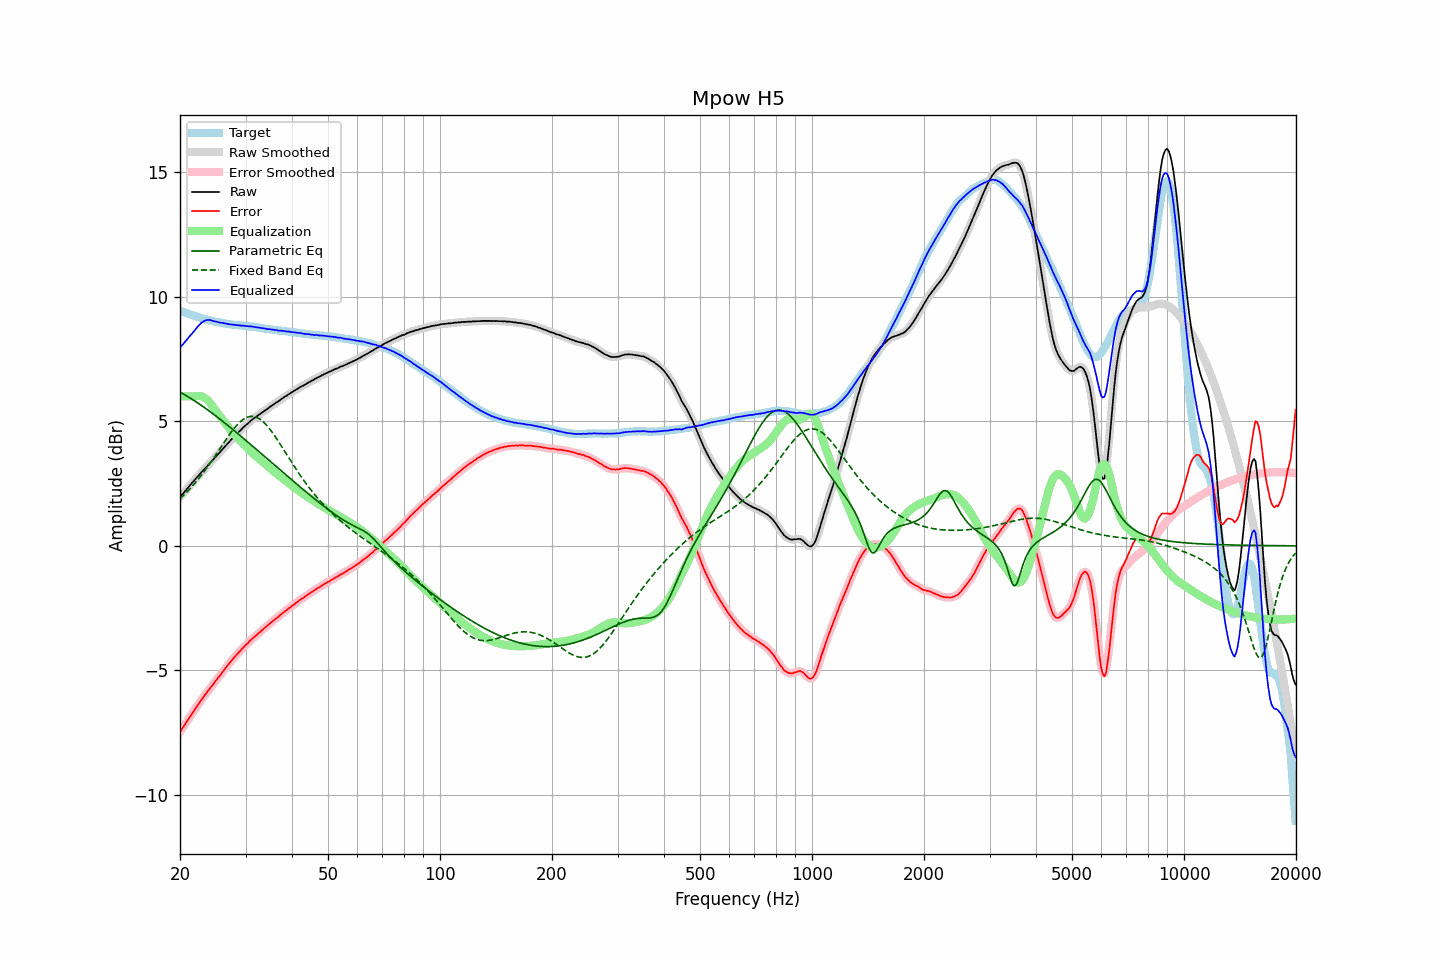 Mpow H5
Target
Raw Smoothed
Error Smoothed
Raw
Error
Equalization
Parametric Eq
Fixed Band Eq
Equalized
15
10
5
0
−5
−10
Amplitude (dBr)
20 50 100 200 500 1000 2000 5000 10000 20000
Frequency (Hz)